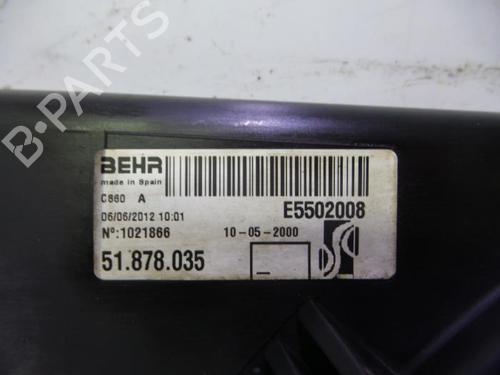 B-PARTS
BEHR
made in Spain
C860 A
06/06/2012 10:01
E5502008
Nº:1021866
10-05-2000
51.878.035